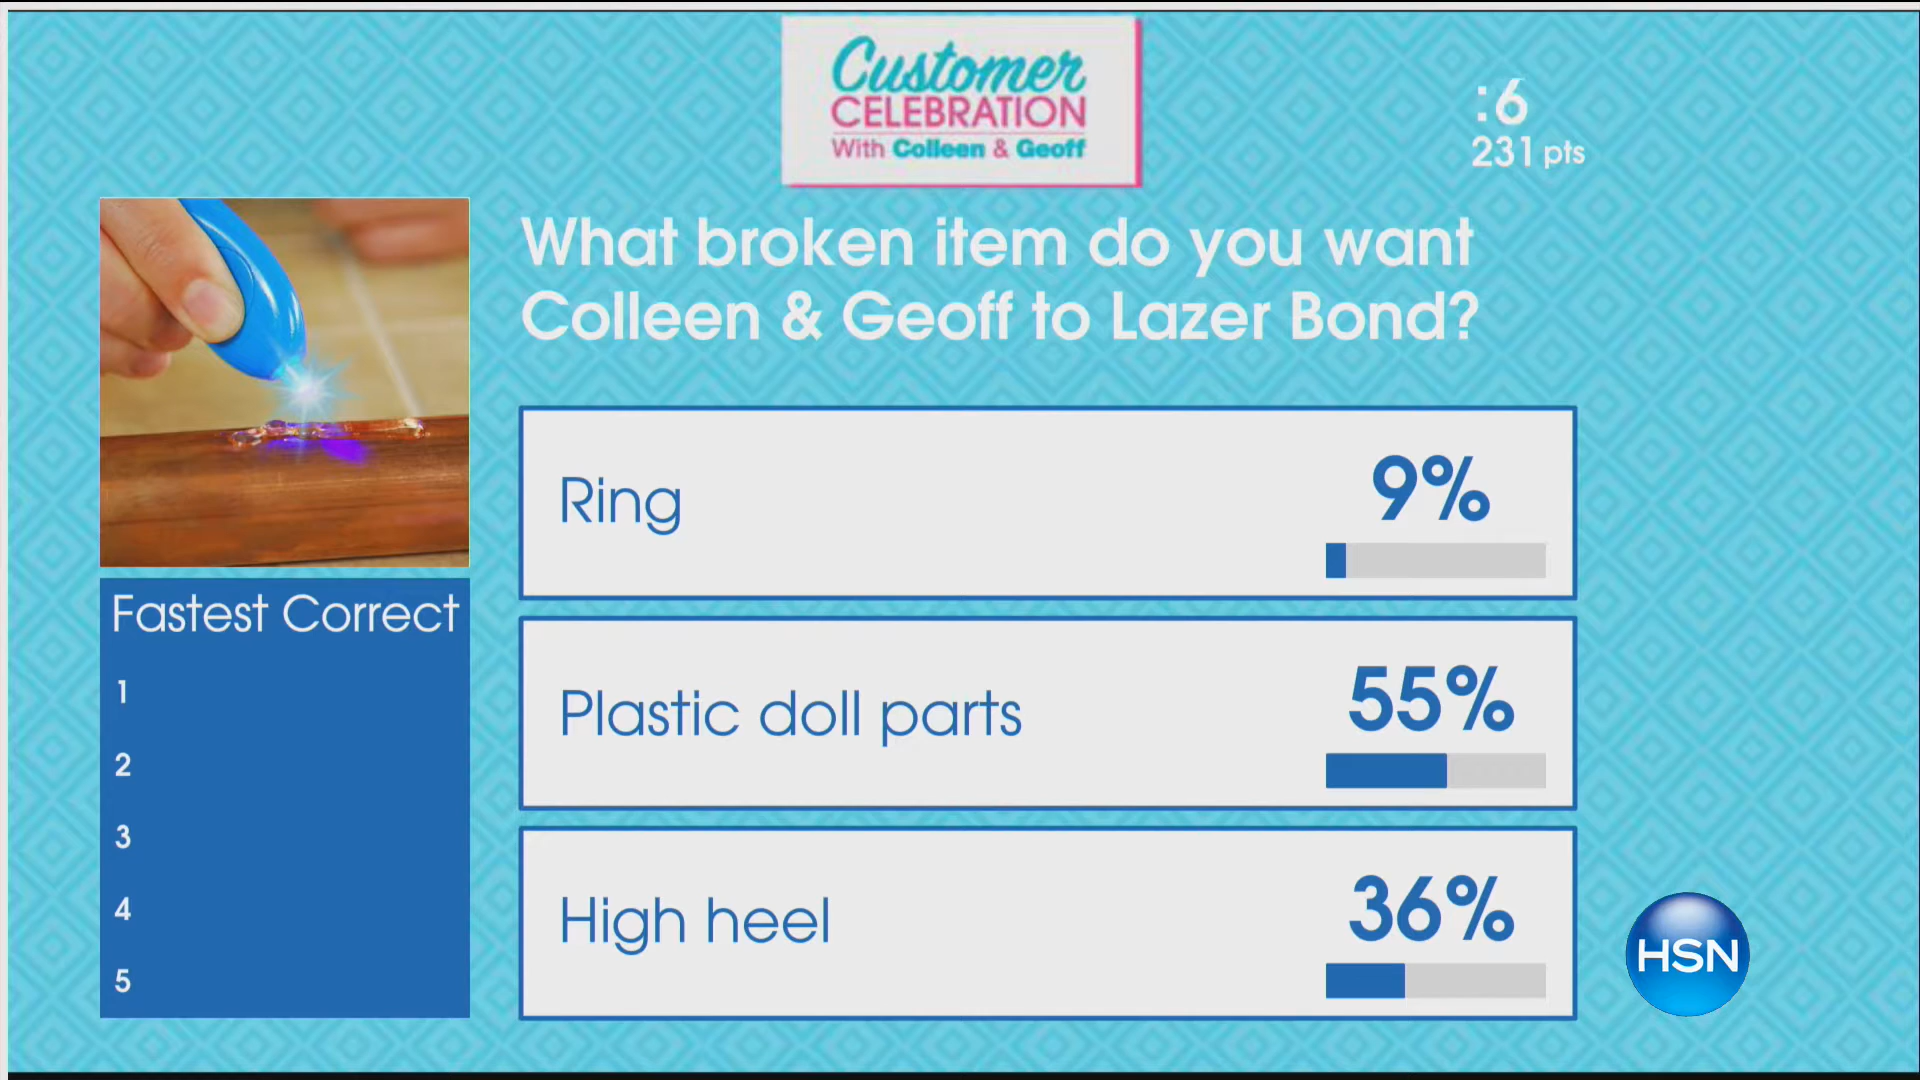 Customer
CELEBRATION
With Colleen & Geoff
:6
231 pts
What broken item do you want
Colleen & Geoff to Lazer Bond?
Ring
9%
Plastic doll parts
55%
High heel
36%
Fastest Correct
1
2
3
4
5
HSN